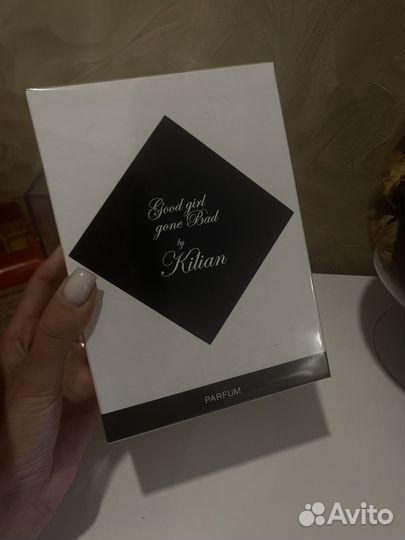 Good girl
gone Bad
by
Kilian
PARFUM
Avito